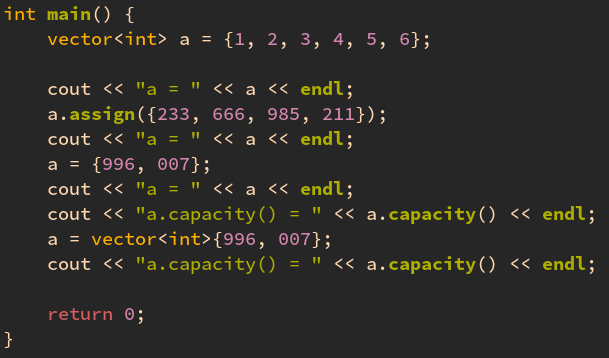 int main() {
    vector<int> a = {1, 2, 3, 4, 5, 6};

    cout << "a = " << a << endl;
    a.assign({233, 666, 985, 211});
    cout << "a = " << a << endl;
    a = {996, 007};
    cout << "a = " << a << endl;
    cout << "a.capacity() = " << a.capacity() << endl;
    a = vector<int>{996, 007};
    cout << "a.capacity() = " << a.capacity() << endl;

    return 0;
}